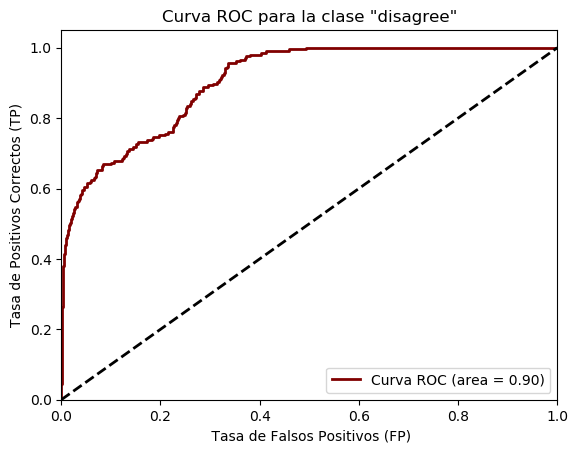 Curva ROC para la clase "disagree"
Tasa de Positivos Correctos (TP)
1.0
0.8
0.6
0.4
0.2
0.0
0.0 0.2 0.4 0.6 0.8 1.0
Curva ROC (area = 0.90)
Tasa de Falsos Positivos (FP)